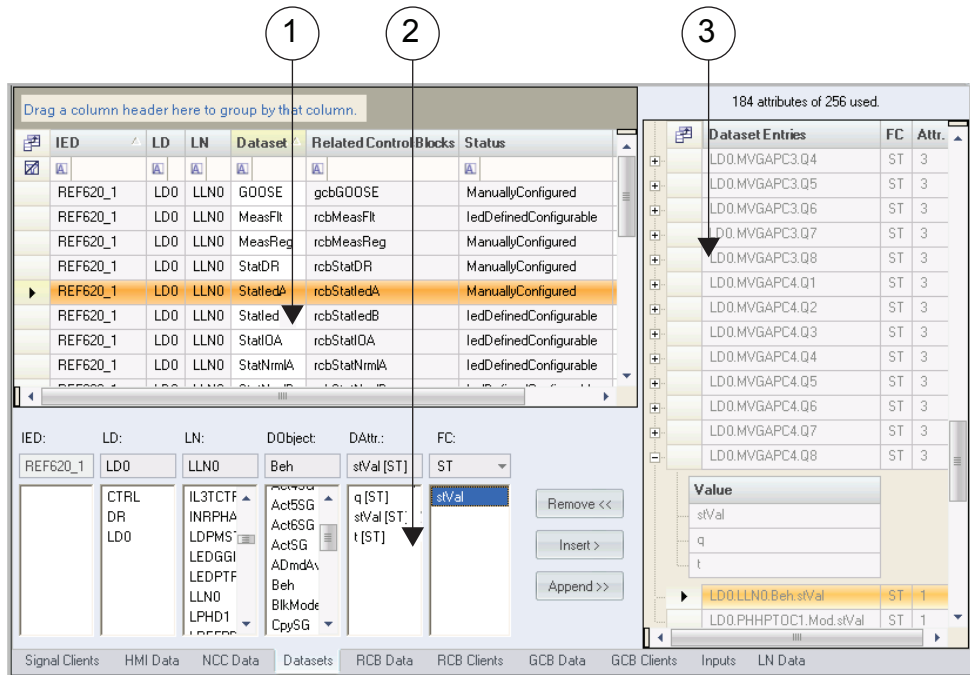 1 2 3
Drag a column header here to group by that column.
IED LD LN Dataset Related Control Blocks Status
REF620_1 LD0 LLN0 GOOSE gcbGOOSE ManuallyConfigured
REF620_1 LD0 LLN0 MeasFlt rcbMeasFlt IedDefinedConfigurable
REF620_1 LD0 LLN0 MeasReg rcbMeasReg ManuallyConfigured
REF620_1 LD0 LLN0 StatDR rcbStatDR ManuallyConfigured
REF620_1 LD0 LLN0 StatIedA rcbStatIedA ManuallyConfigured
REF620_1 LD0 LLN0 StatIed rcbStatIedB IedDefinedConfigurable
REF620_1 LD0 LLN0 StatIOA rcbStatIOA IedDefinedConfigurable
REF620_1 LD0 LLN0 StatNrmlA rcbStatNrmlA IedDefinedConfigurable
IED: LD: LN: DObject: DAttr.: FC:
REF620_1 LD0 LLN0 Beh stVal [ST] ST
CTRL
DR
LD0
IL3TCTF
INRPHA
LDPMS
LEDGGI
LEDPTF
LLN0
LPHD1
Act5SG
Act6SG
ActSG
ADmdAv
Beh
BlkMode
CpySG
q [ST]
stVal [ST]
t [ST]
stVal
Remove <<
Insert >
Append >>
184 attributes of 256 used.
Dataset Entries FC Attr.
LD0.MVGAPC3.Q4 ST 3
LD0.MVGAPC3.Q5 ST 3
LD0.MVGAPC3.Q6 ST 3
LD0.MVGAPC3.Q7 ST 3
LD0.MVGAPC3.Q8 ST 3
LD0.MVGAPC4.Q1 ST 3
LD0.MVGAPC4.Q2 ST 3
LD0.MVGAPC4.Q3 ST 3
LD0.MVGAPC4.Q4 ST 3
LD0.MVGAPC4.Q5 ST 3
LD0.MVGAPC4.Q6 ST 3
LD0.MVGAPC4.Q7 ST 3
LD0.MVGAPC4.Q8 ST 3
Value
stVal
q
t
LD0.LLN0.Beh.stVal ST 1
LD0.PHHPTOC1.Mod.stVal ST 1
Signal Clients HMI Data NCC Data Datasets RCB Data RCB Clients GCB Data GCB Clients Inputs LN Data